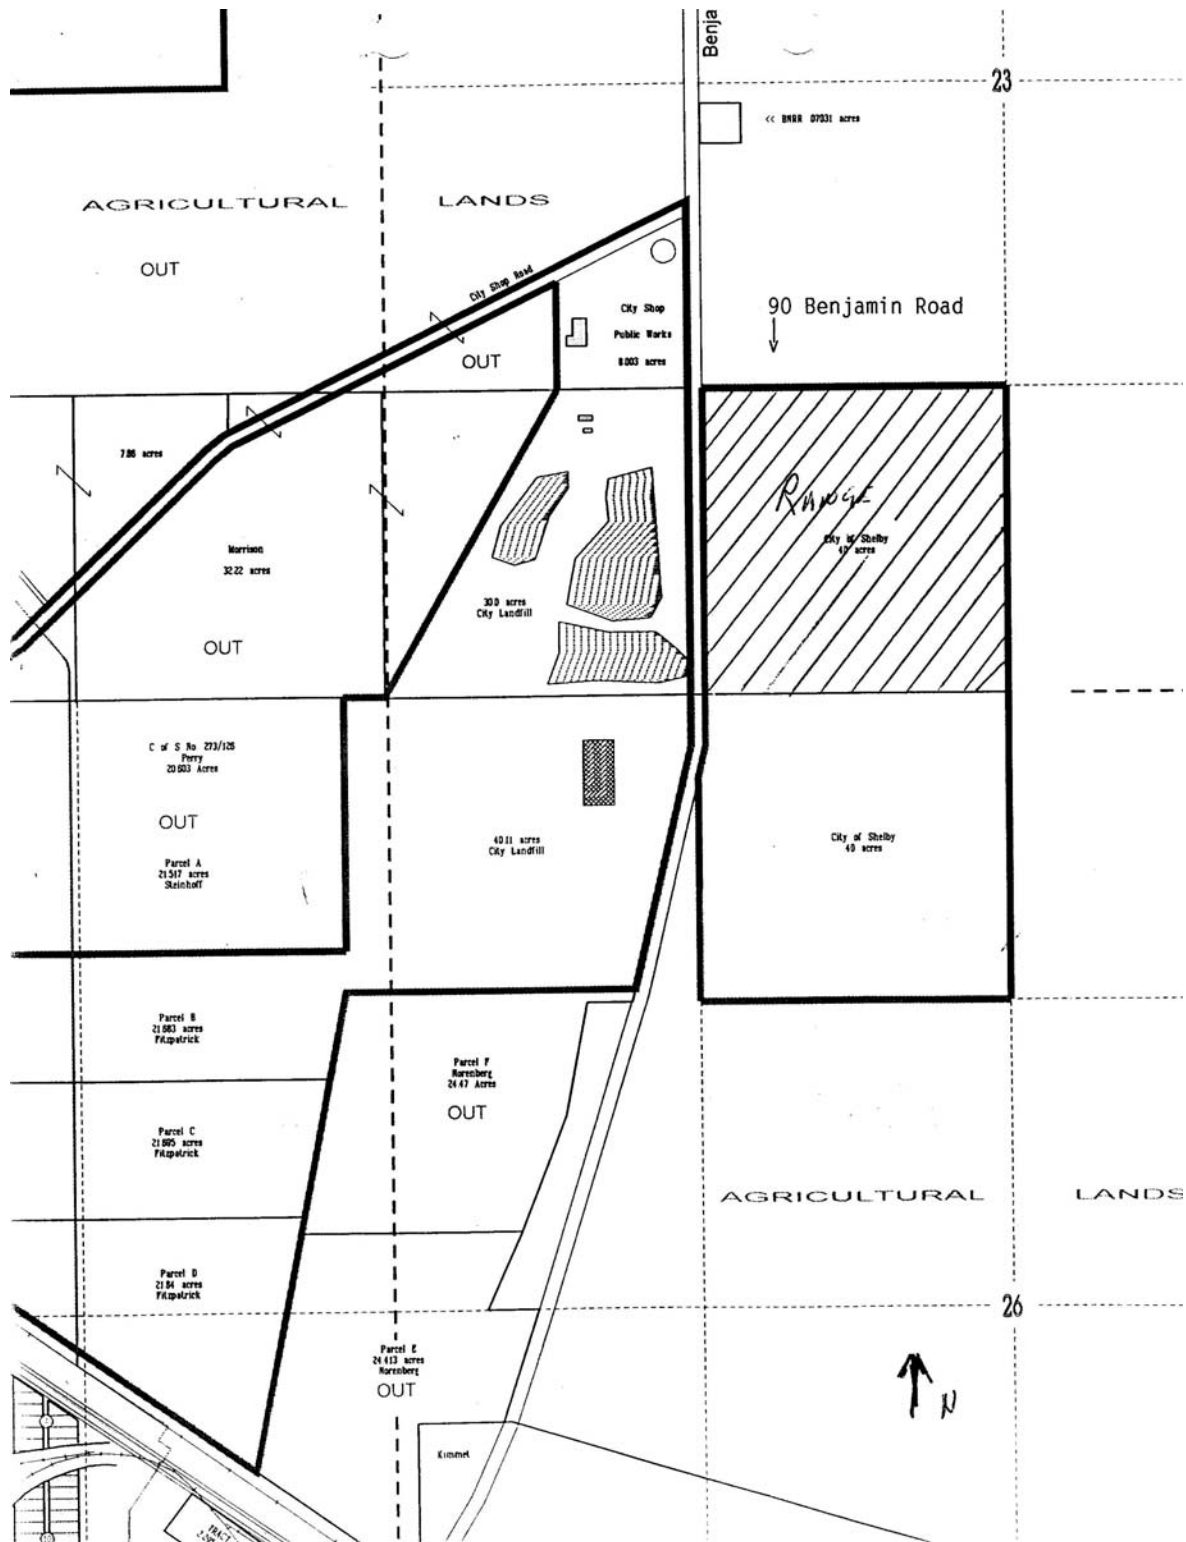 Benja
23
<< BNRR 07031 acres
AGRICULTURAL LANDS
OUT
City Shop Road
City Shop
Public Works
8.003 acres
90 Benjamin Road
OUT
7.86 acres
RANGE
City of Shelby
40 acres
Morrison
32.22 acres
30.0 acres
City Landfill
OUT
C of S No 273/126
Perry
20.603 Acres
OUT
40.11 acres
City Landfill
City of Shelby
40 acres
Parcel A
21.517 acres
Steinhoff
Parcel B
21.683 acres
Fitzpatrick
Parcel F
Norenberg
24.47 Acres
OUT
Parcel C
21.695 acres
Fitzpatrick
AGRICULTURAL LANDS
Parcel D
21.84 acres
Fitzpatrick
26
Parcel E
24.413 acres
Norenberg
OUT
N
Kimmel
TRACT